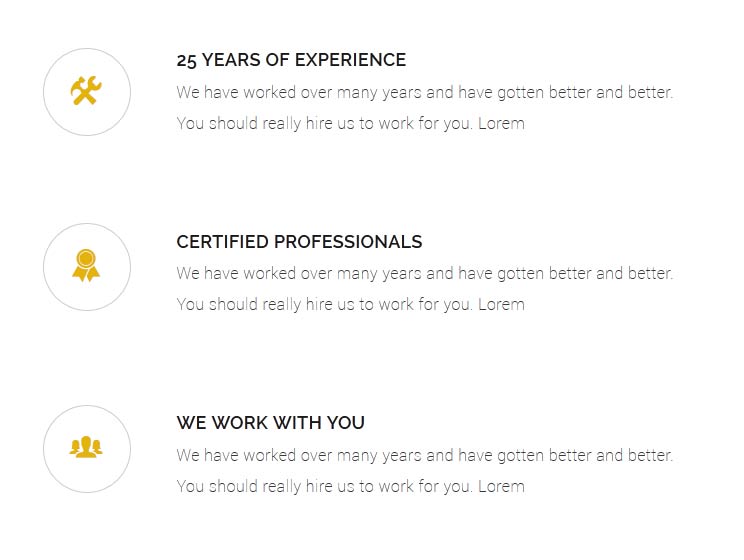 25 YEARS OF EXPERIENCE
We have worked over many years and have gotten better and better.
You should really hire us to work for you. Lorem
CERTIFIED PROFESSIONALS
We have worked over many years and have gotten better and better.
You should really hire us to work for you. Lorem
WE WORK WITH YOU
We have worked over many years and have gotten better and better.
You should really hire us to work for you. Lorem